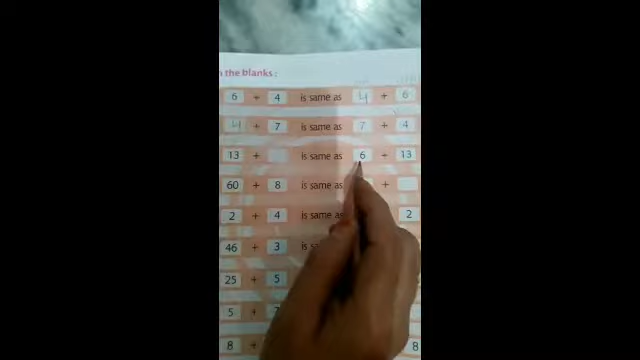 the blanks :
6 + 4 is same as 4 + 6
4 + 7 is same as 7 + 4
13 + is same as 6 + 13
60 + 8 is same as +
2 + 4 is same as 2
46 + 3 is
25 + 5
5 +
8 + 8